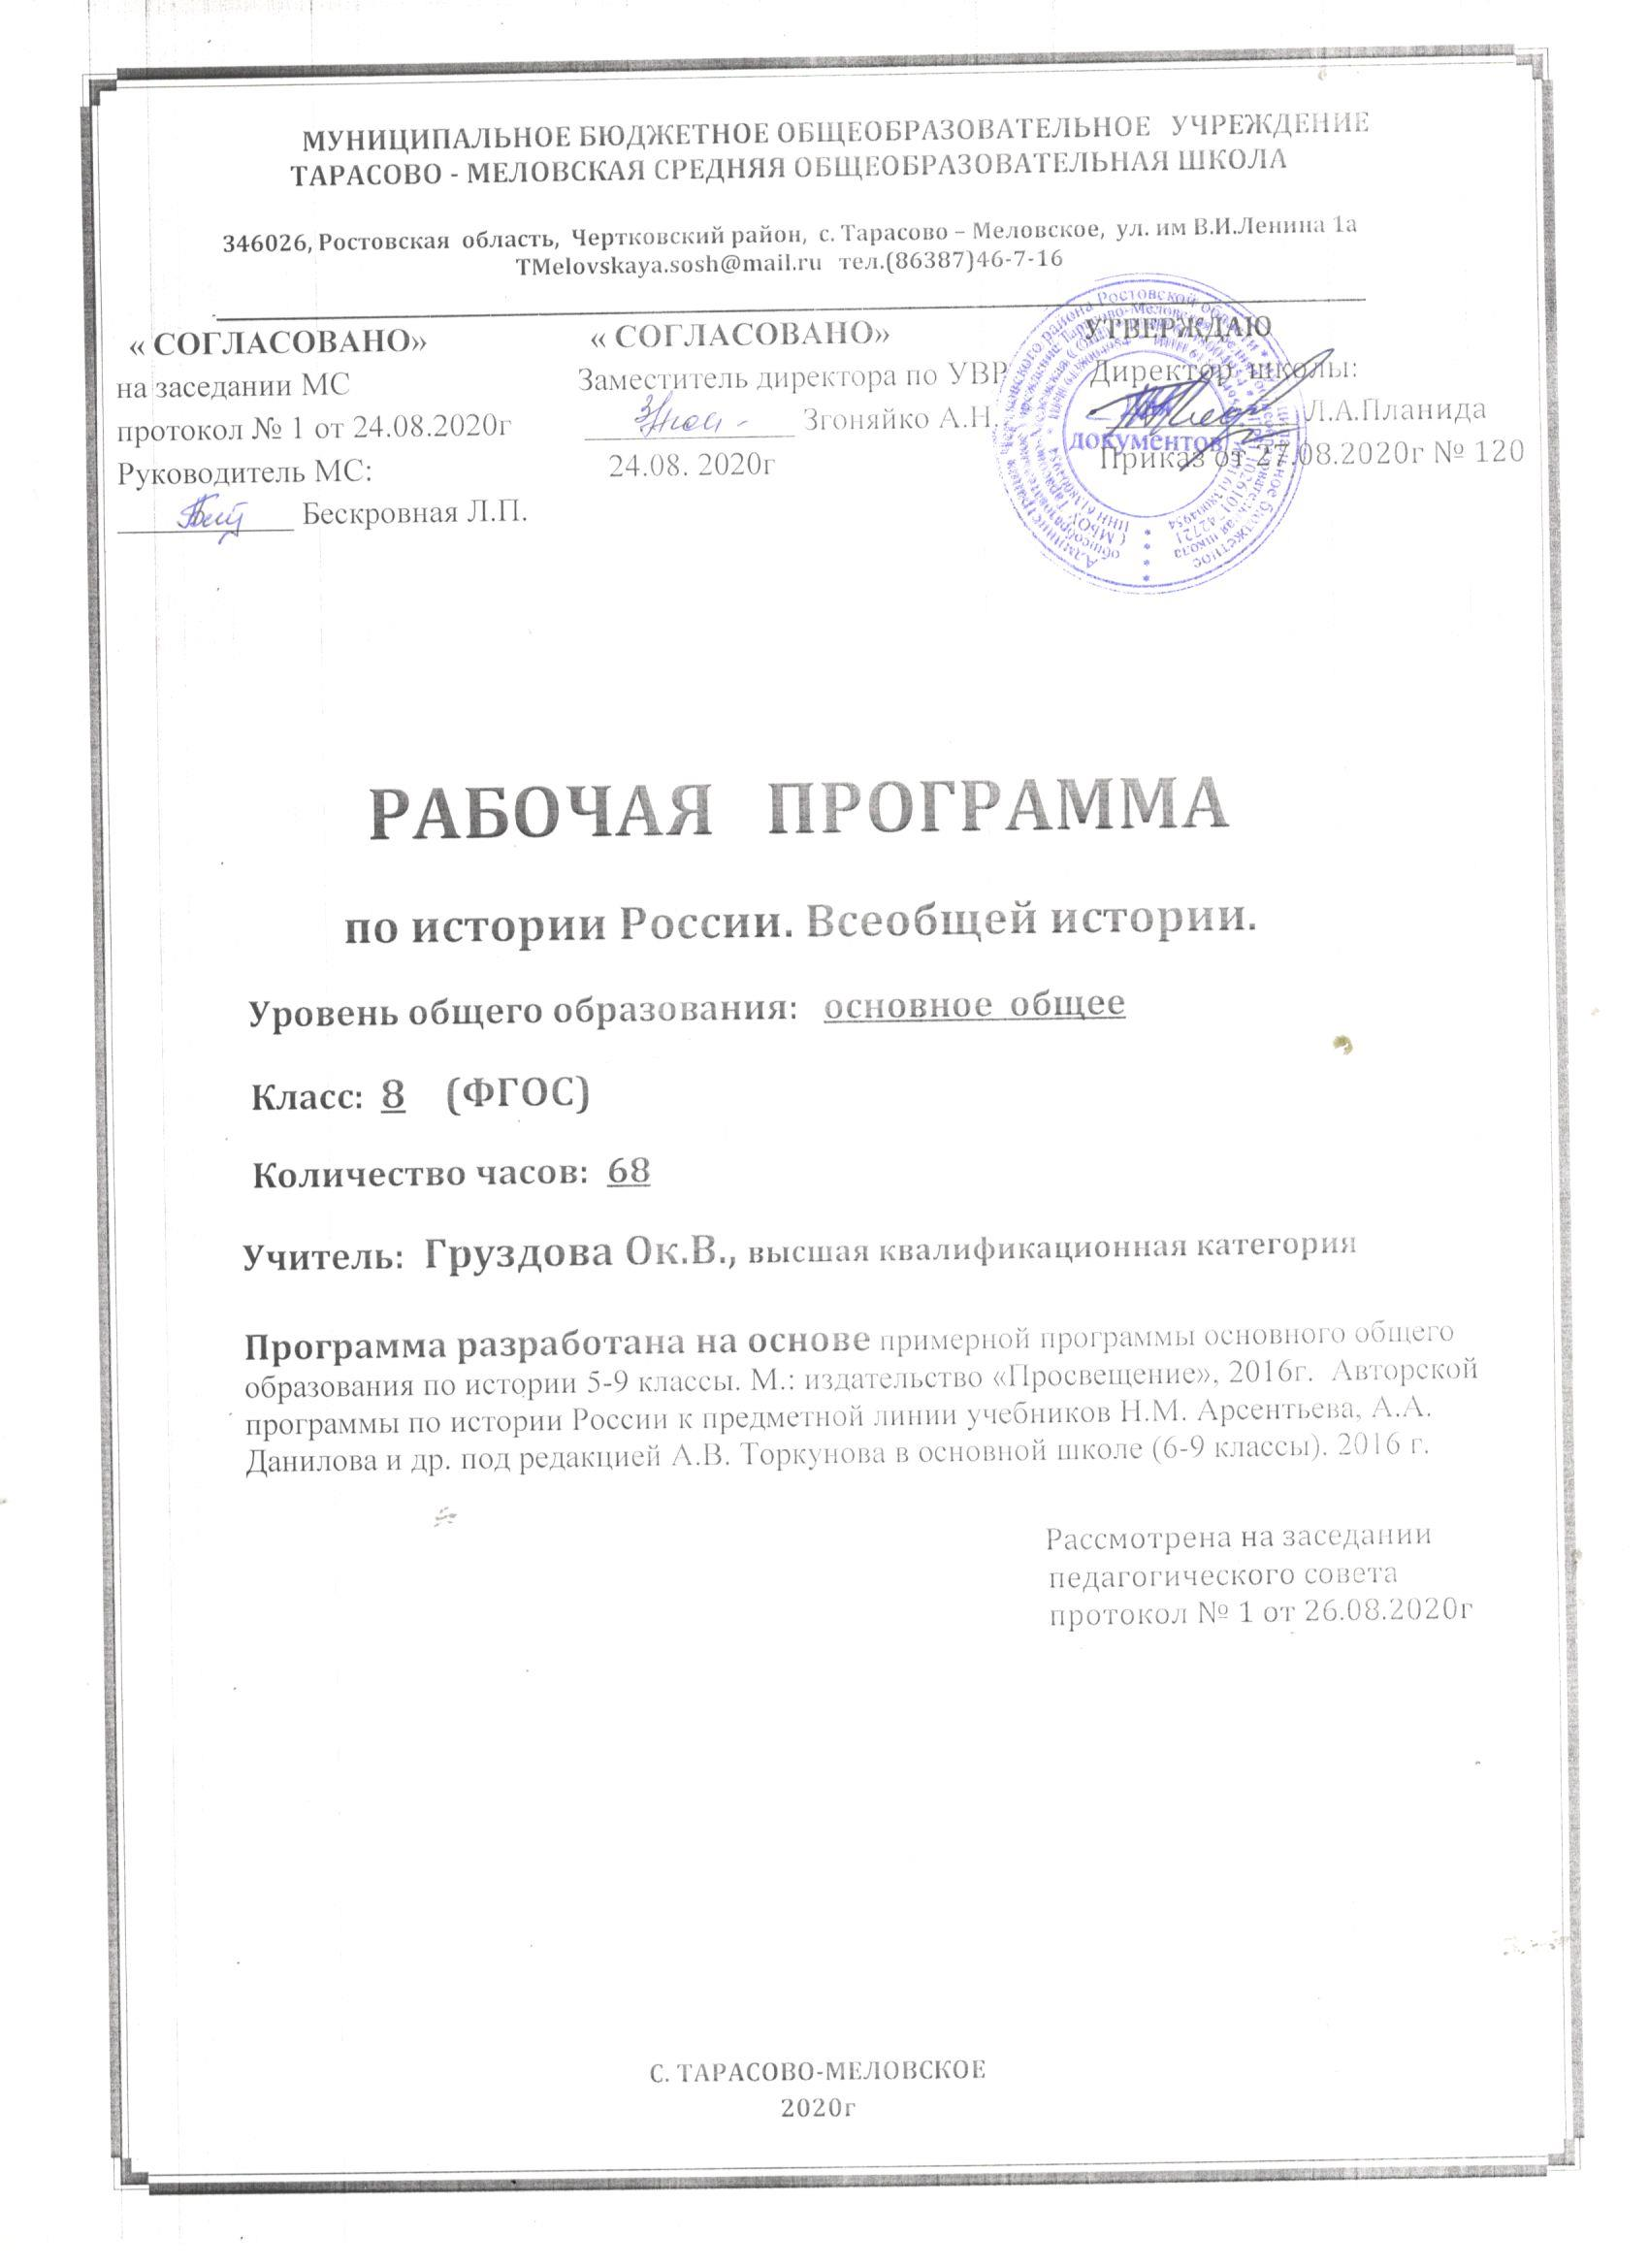 МУНИЦИПАЛЬНОЕ БЮДЖЕТНОЕ ОБЩЕОБРАЗОВАТЕЛЬНОЕ УЧРЕЖДЕНИЕ
ТАРАСОВО - МЕЛОВСКАЯ СРЕДНЯЯ ОБЩЕОБРАЗОВАТЕЛЬНАЯ ШКОЛА
346026, Ростовская область, Чертковский район, с. Тарасово – Меловское, ул. им В.И.Ленина 1а
TMelovskaya.sosh@mail.ru тел.(86387)46-7-16
« СОГЛАСОВАНО»
на заседании МС
протокол № 1 от 24.08.2020г
Руководитель МС:
Бескровная Л.П.
« СОГЛАСОВАНО»
Заместитель директора по УВР
Згоняйко А.Н.
24.08. 2020г
УТВЕРЖДАЮ
Директор школы:
Л.А.Планида
Приказ от 27.08.2020г № 120
документов
РАБОЧАЯ ПРОГРАММА
по истории России. Всеобщей истории.
Уровень общего образования: основное общее
Класс: 8 (ФГОС)
Количество часов: 68
Учитель: Груздова Ок.В., высшая квалификационная категория
Программа разработана на основе примерной программы основного общего
образования по истории 5-9 классы. М.: издательство «Просвещение», 2016г. Авторской
программы по истории России к предметной линии учебников Н.М. Арсентьева, А.А.
Данилова и др. под редакцией А.В. Торкунова в основной школе (6-9 классы). 2016 г.
Рассмотрена на заседании
педагогического совета
протокол № 1 от 26.08.2020г
С. ТАРАСОВО-МЕЛОВСКОЕ
2020г